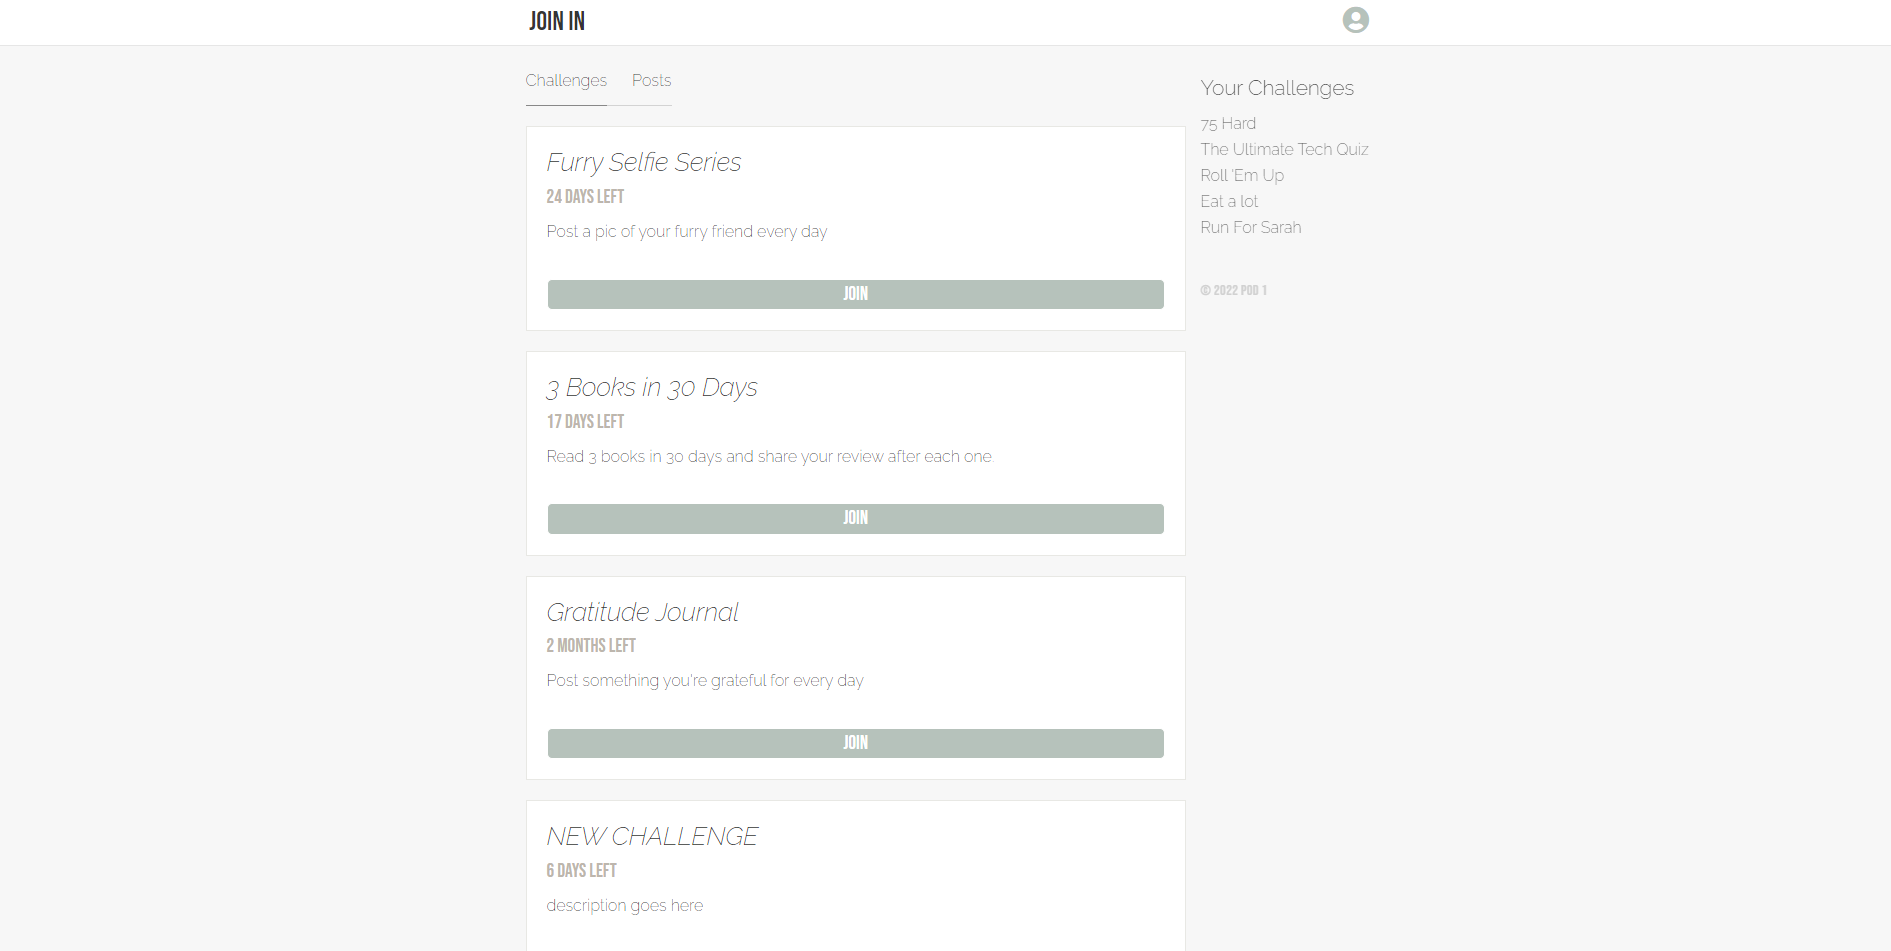 JOIN IN
Challenges Posts
Furry Selfie Series
24 DAYS LEFT
Post a pic of your furry friend every day
JOIN
3 Books in 30 Days
17 DAYS LEFT
Read 3 books in 30 days and share your review after each one.
JOIN
Gratitude Journal
2 MONTHS LEFT
Post something you're grateful for every day
JOIN
NEW CHALLENGE
6 DAYS LEFT
description goes here
Your Challenges
75 Hard
The Ultimate Tech Quiz
Roll 'Em Up
Eat a lot
Run For Sarah
© 2022 POD 1